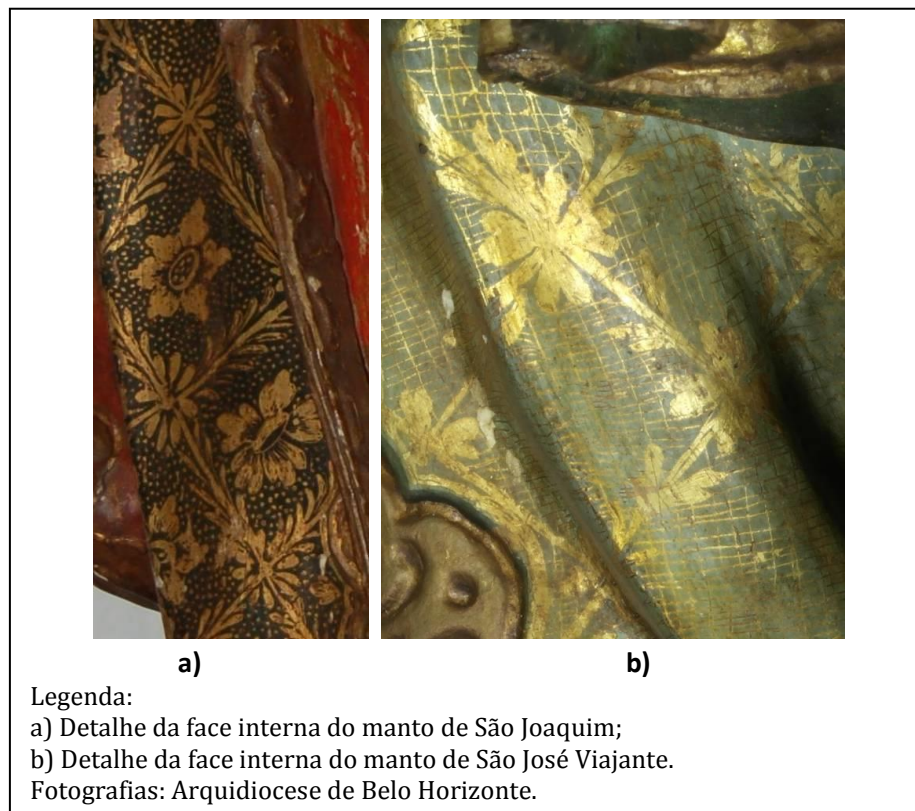 a)
b)
Legenda:
a) Detalhe da face interna do manto de São Joaquim;
b) Detalhe da face interna do manto de São José Viajante.
Fotografias: Arquidiocese de Belo Horizonte.